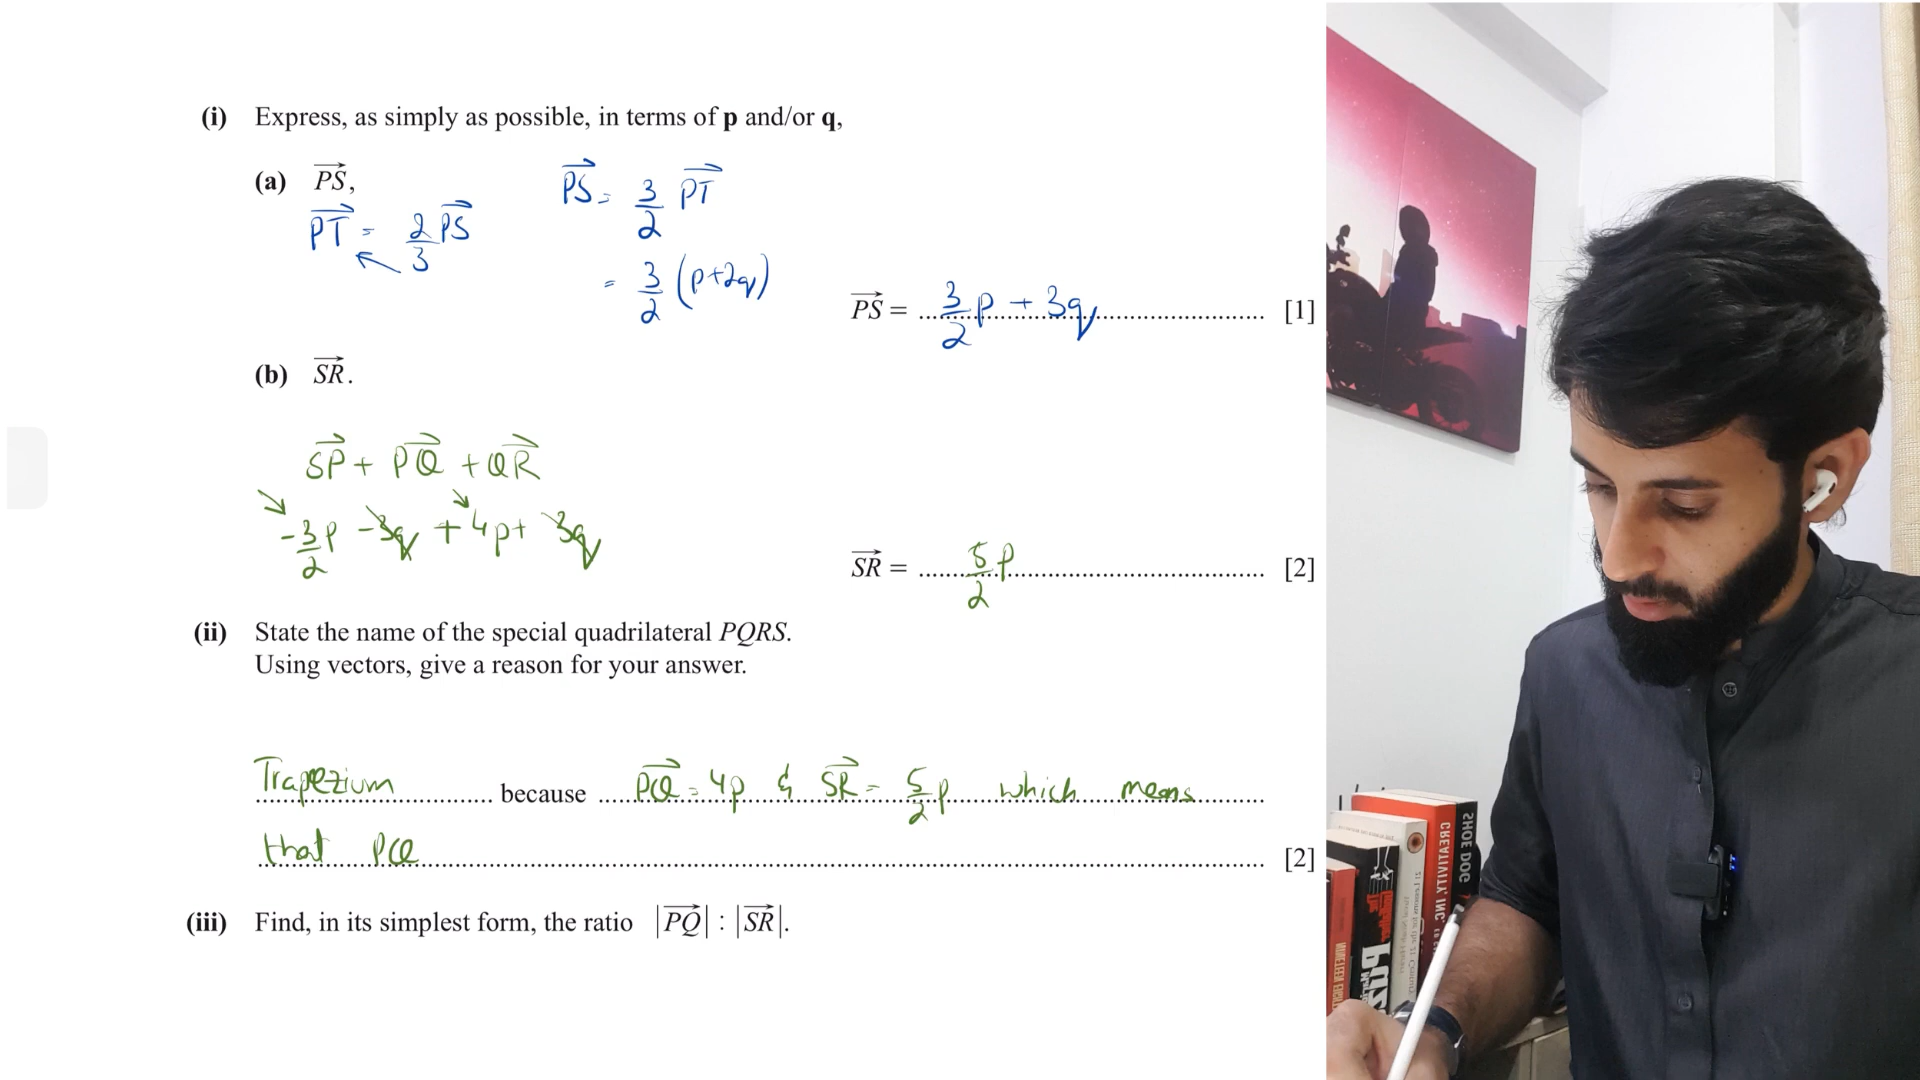 (i) Express, as simply as possible, in terms of p and/or q,
(a) PS,
PS = 3/2 PT
PT = 2/3 PS
= 3/2 (p+2q)
PS = 3/2 p + 3q [1]
(b) SR.
SP + PQ + QR
-3/2 p -3q + 4p + 3q
SR = 5/2 p [2]
(ii) State the name of the special quadrilateral PQRS.
Using vectors, give a reason for your answer.
Trapezium because PQ = 4p & SR = 5/2 p which means
that PQ [2]
(iii) Find, in its simplest form, the ratio |PQ| : |SR|.
SHOE DOG
CREATIVITY, INC.